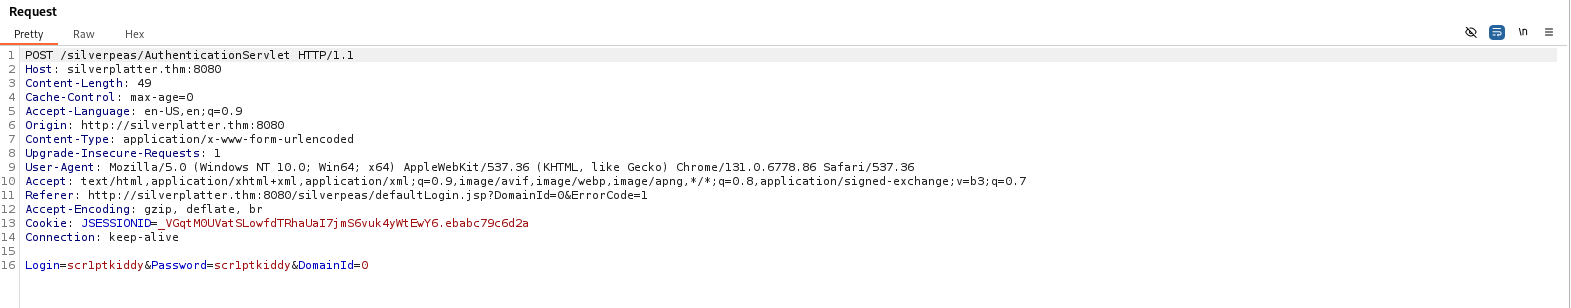 Request
Pretty Raw Hex
\n
1 POST /silverpeas/AuthenticationServlet HTTP/1.1
2 Host: silverplatter.thm:8080
3 Content-Length: 49
4 Cache-Control: max-age=0
5 Accept-Language: en-US,en;q=0.9
6 Origin: http://silverplatter.thm:8080
7 Content-Type: application/x-www-form-urlencoded
8 Upgrade-Insecure-Requests: 1
9 User-Agent: Mozilla/5.0 (Windows NT 10.0; Win64; x64) AppleWebKit/537.36 (KHTML, like Gecko) Chrome/131.0.6778.86 Safari/537.36
10 Accept: text/html,application/xhtml+xml,application/xml;q=0.9,image/avif,image/webp,image/apng,*/*;q=0.8,application/signed-exchange;v=b3;q=0.7
11 Referer: http://silverplatter.thm:8080/silverpeas/defaultLogin.jsp?DomainId=0&ErrorCode=1
12 Accept-Encoding: gzip, deflate, br
13 Cookie: JSESSIONID=_VGqtM0UVatSLowfdTRhaUaI7jmS6vuk4yWtEwY6.ebabc79c6d2a
14 Connection: keep-alive
15
16 Login=scr1ptkiddy&Password=scr1ptkiddy&DomainId=0